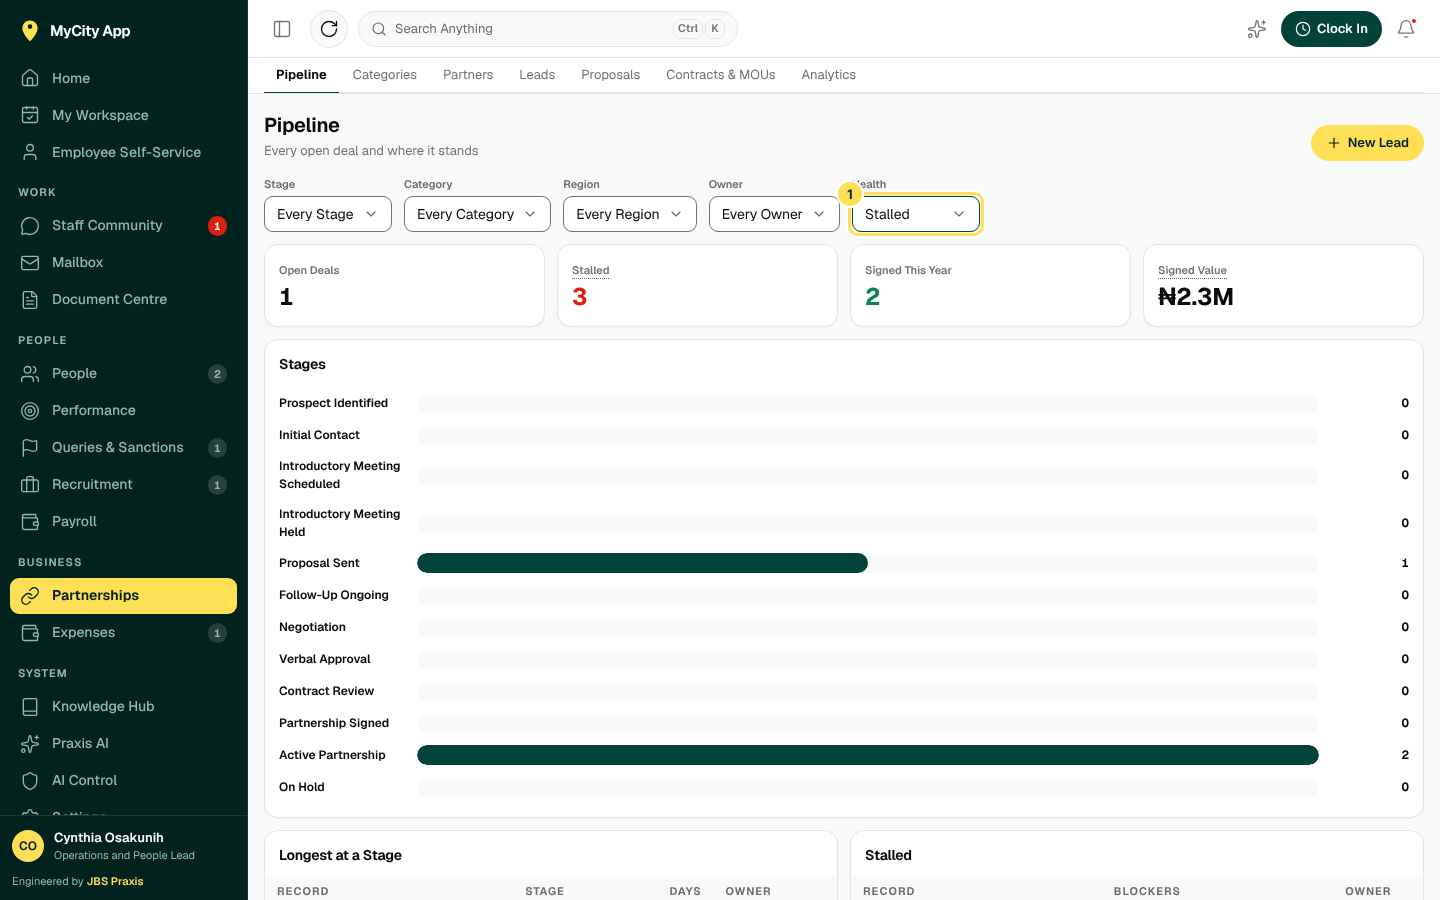 MyCity App
Home
My Workspace
Employee Self-Service
WORK
Staff Community 1
Mailbox
Document Centre
PEOPLE
People 2
Performance
Queries & Sanctions 1
Recruitment 1
Payroll
BUSINESS
Partnerships
Expenses 1
SYSTEM
Knowledge Hub
Praxis AI
AI Control
CO
Cynthia Osakunih
Operations and People Lead
Engineered by JBS Praxis
Search Anything Ctrl K
Clock In
Pipeline Categories Partners Leads Proposals Contracts & MOUs Analytics
Pipeline
Every open deal and where it stands
New Lead
Stage Category Region Owner
1
Every Stage Every Category Every Region Every Owner Stalled
Open Deals
1
Stalled
3
Signed This Year
2
Signed Value
₦2.3M
Stages
Prospect Identified 0
Initial Contact 0
Introductory Meeting
Scheduled 0
Introductory Meeting
Held 0
Proposal Sent 1
Follow-Up Ongoing 0
Negotiation 0
Verbal Approval 0
Contract Review 0
Partnership Signed 0
Active Partnership 2
On Hold 0
Longest at a Stage
RECORD STAGE DAYS OWNER
Stalled
RECORD BLOCKERS OWNER